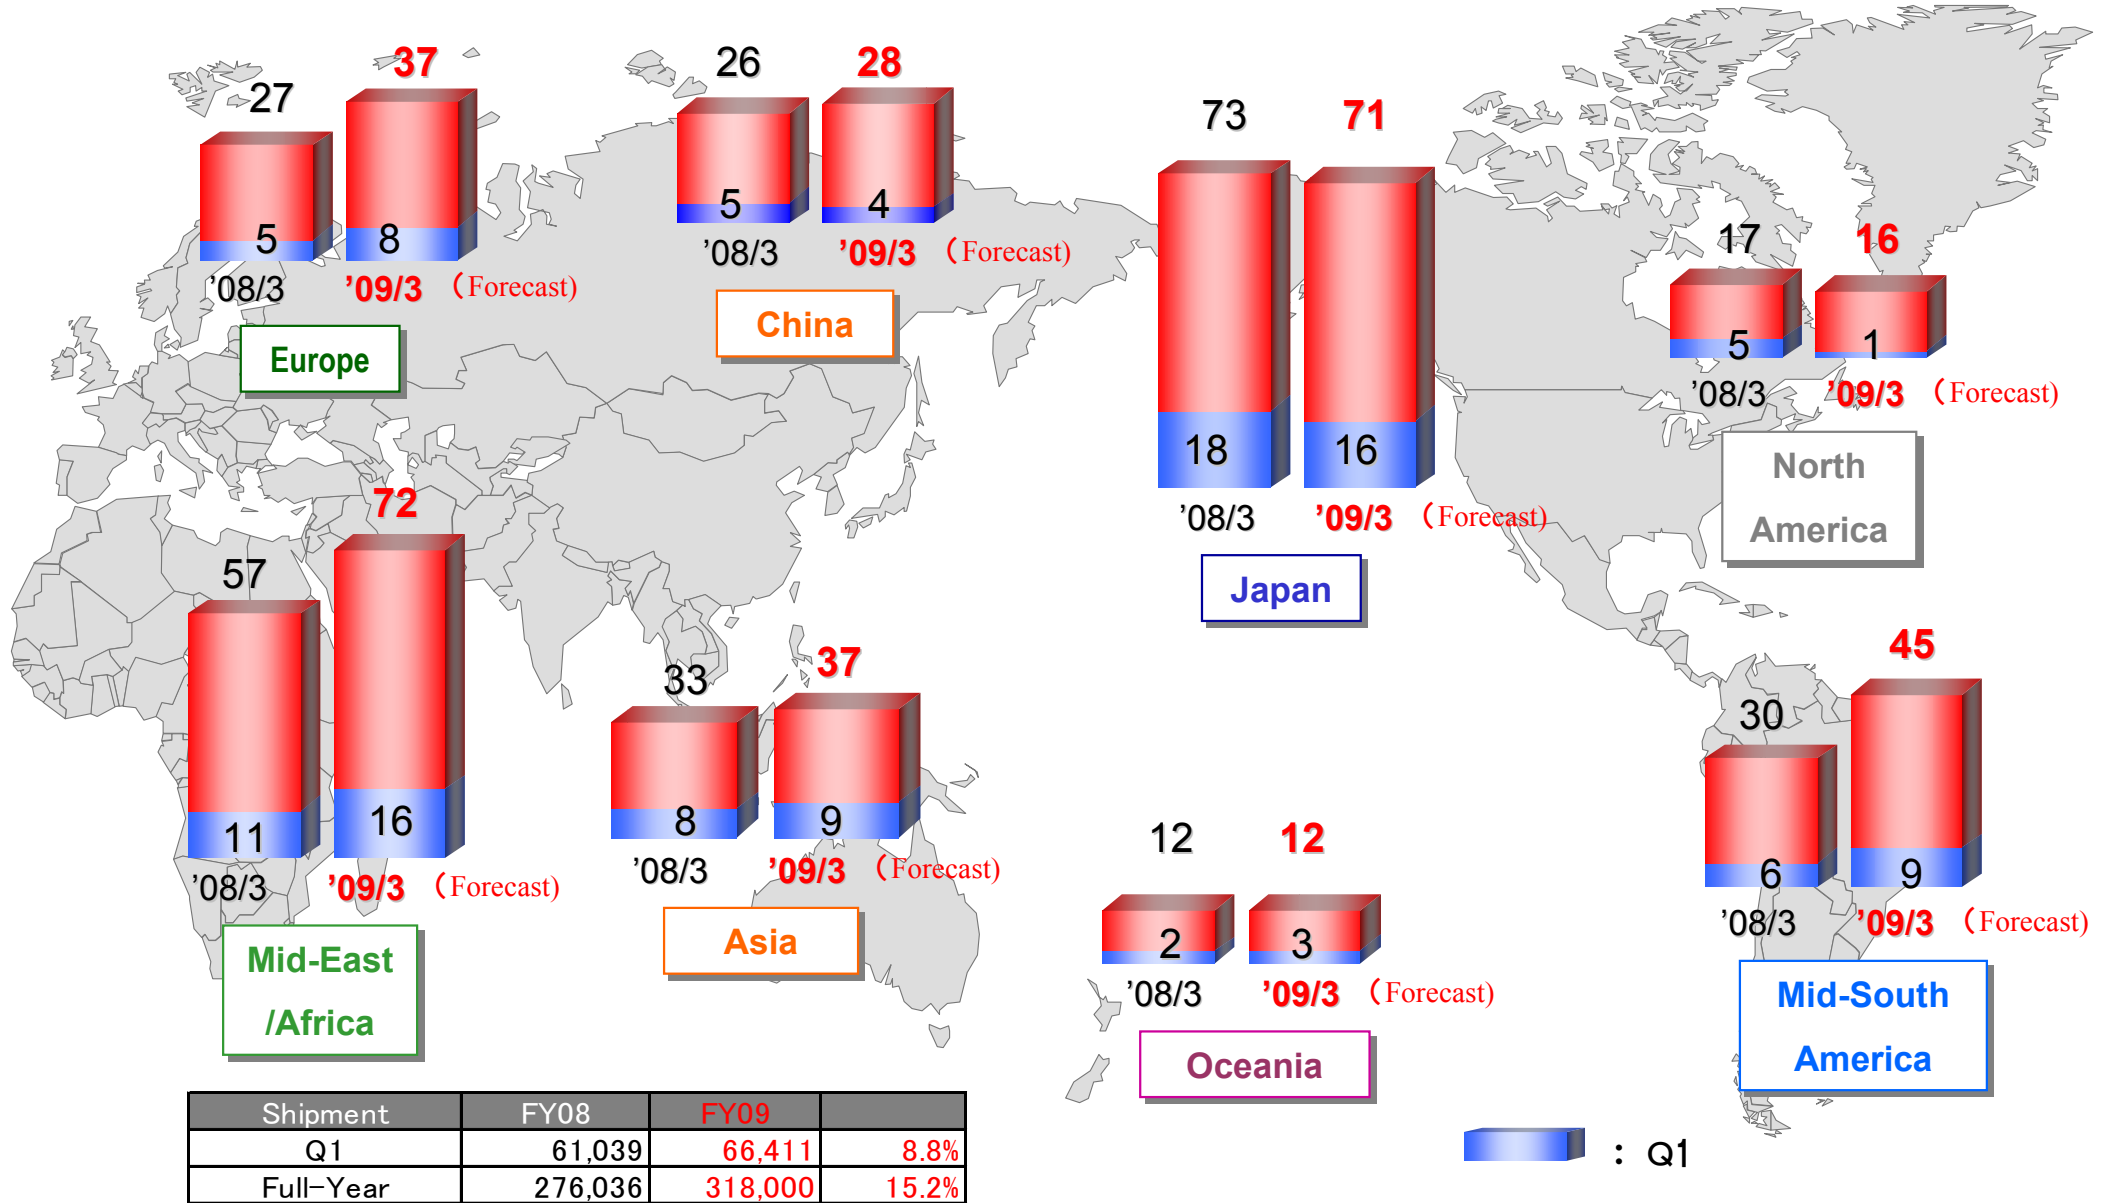 27
37
5
8
'08/3
'09/3 （Forecast)
Europe
26
28
5
4
'08/3
'09/3 （Forecast)
China
73
71
18
16
'08/3
'09/3 （Forecast)
Japan
17
16
5
1
'08/3
'09/3 （Forecast)
North
America
57
72
11
16
'08/3
'09/3 （Forecast)
Mid-East
/Africa
33
37
8
9
'08/3
'09/3 （Forecast)
Asia
12
12
2
3
'08/3
'09/3 （Forecast)
Oceania
30
45
6
9
'08/3
'09/3 （Forecast)
Mid-South
America
Shipment FY08 FY09
Q1 61,039 66,411 8.8%
Full-Year 276,036 318,000 15.2%
：Q1